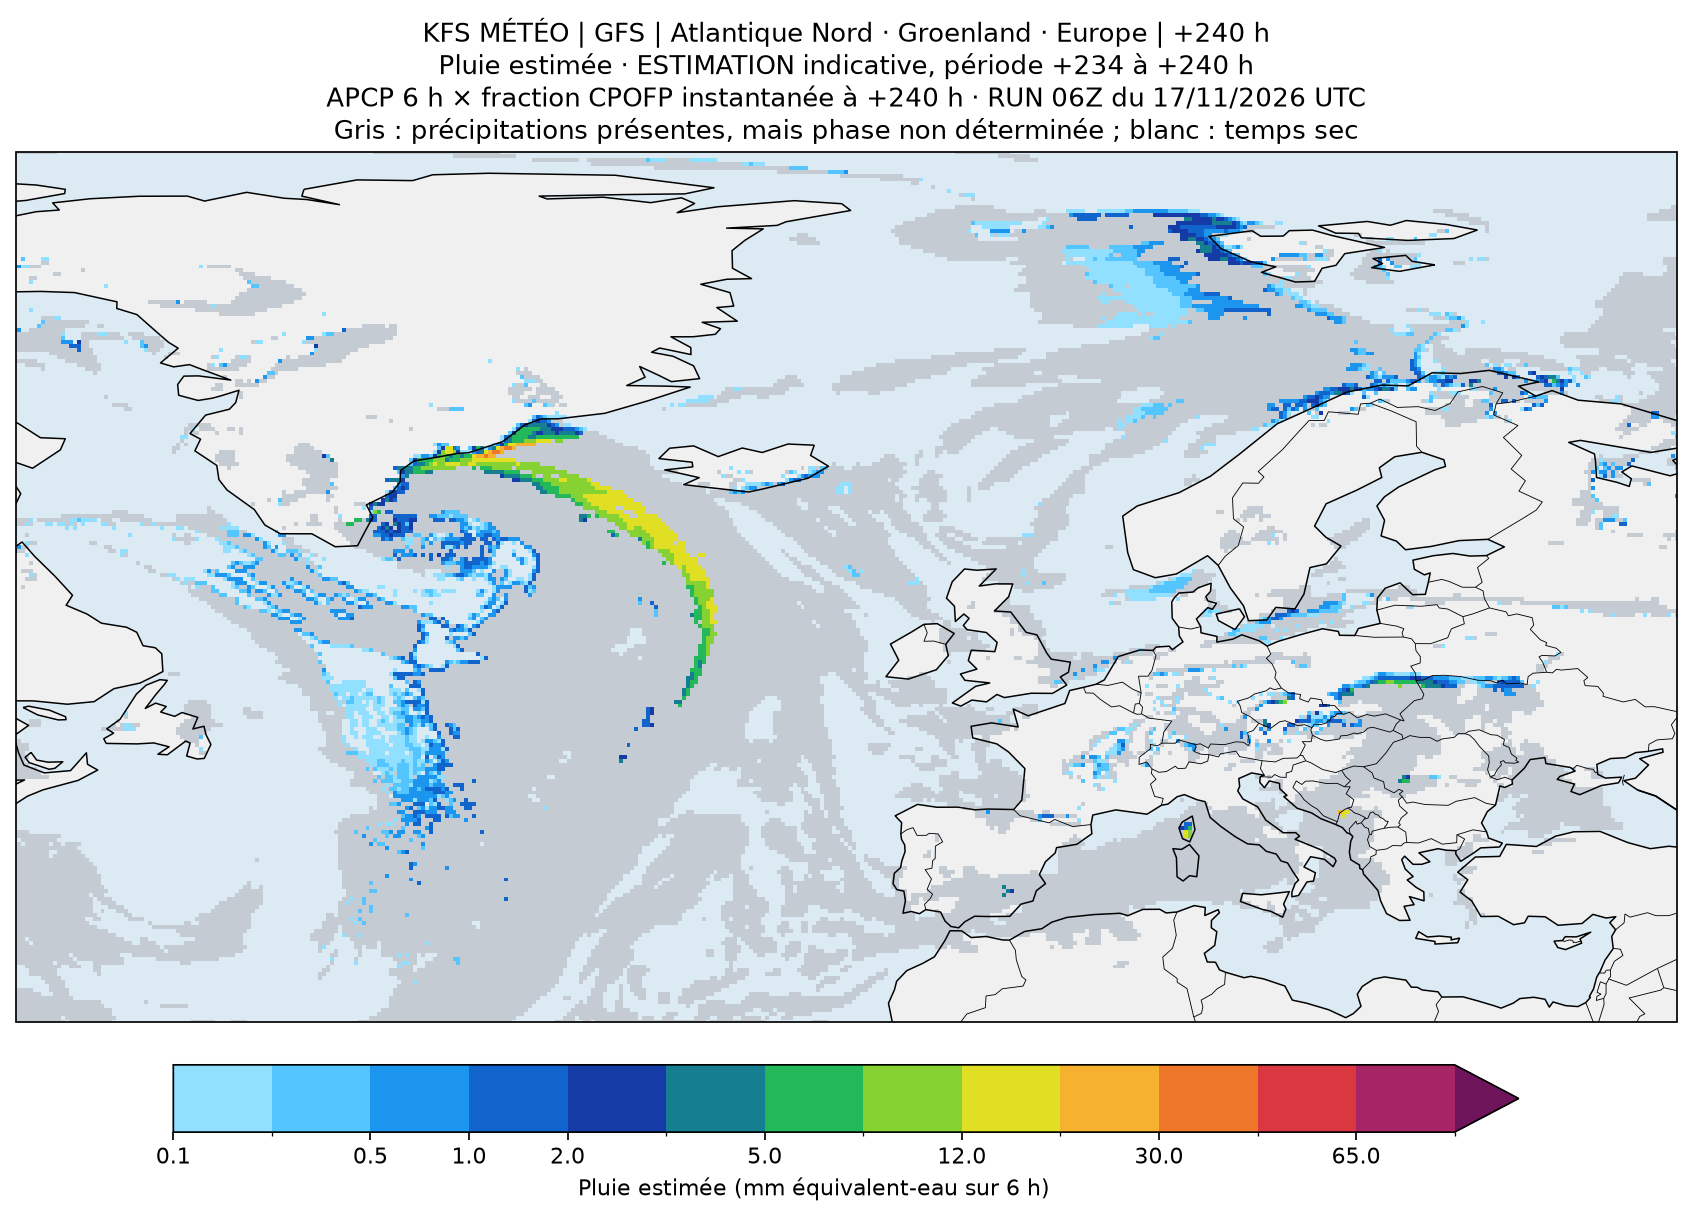 KFS MÉTÉO | GFS | Atlantique Nord · Groenland · Europe | +240 h
Pluie estimée · ESTIMATION indicative, période +234 à +240 h
APCP 6 h × fraction CPOFP instantanée à +240 h · RUN 06Z du 17/11/2026 UTC
Gris : précipitations présentes, mais phase non déterminée ; blanc : temps sec
0.1 0.5 1.0 2.0 5.0 12.0 30.0 65.0
Pluie estimée (mm équivalent-eau sur 6 h)